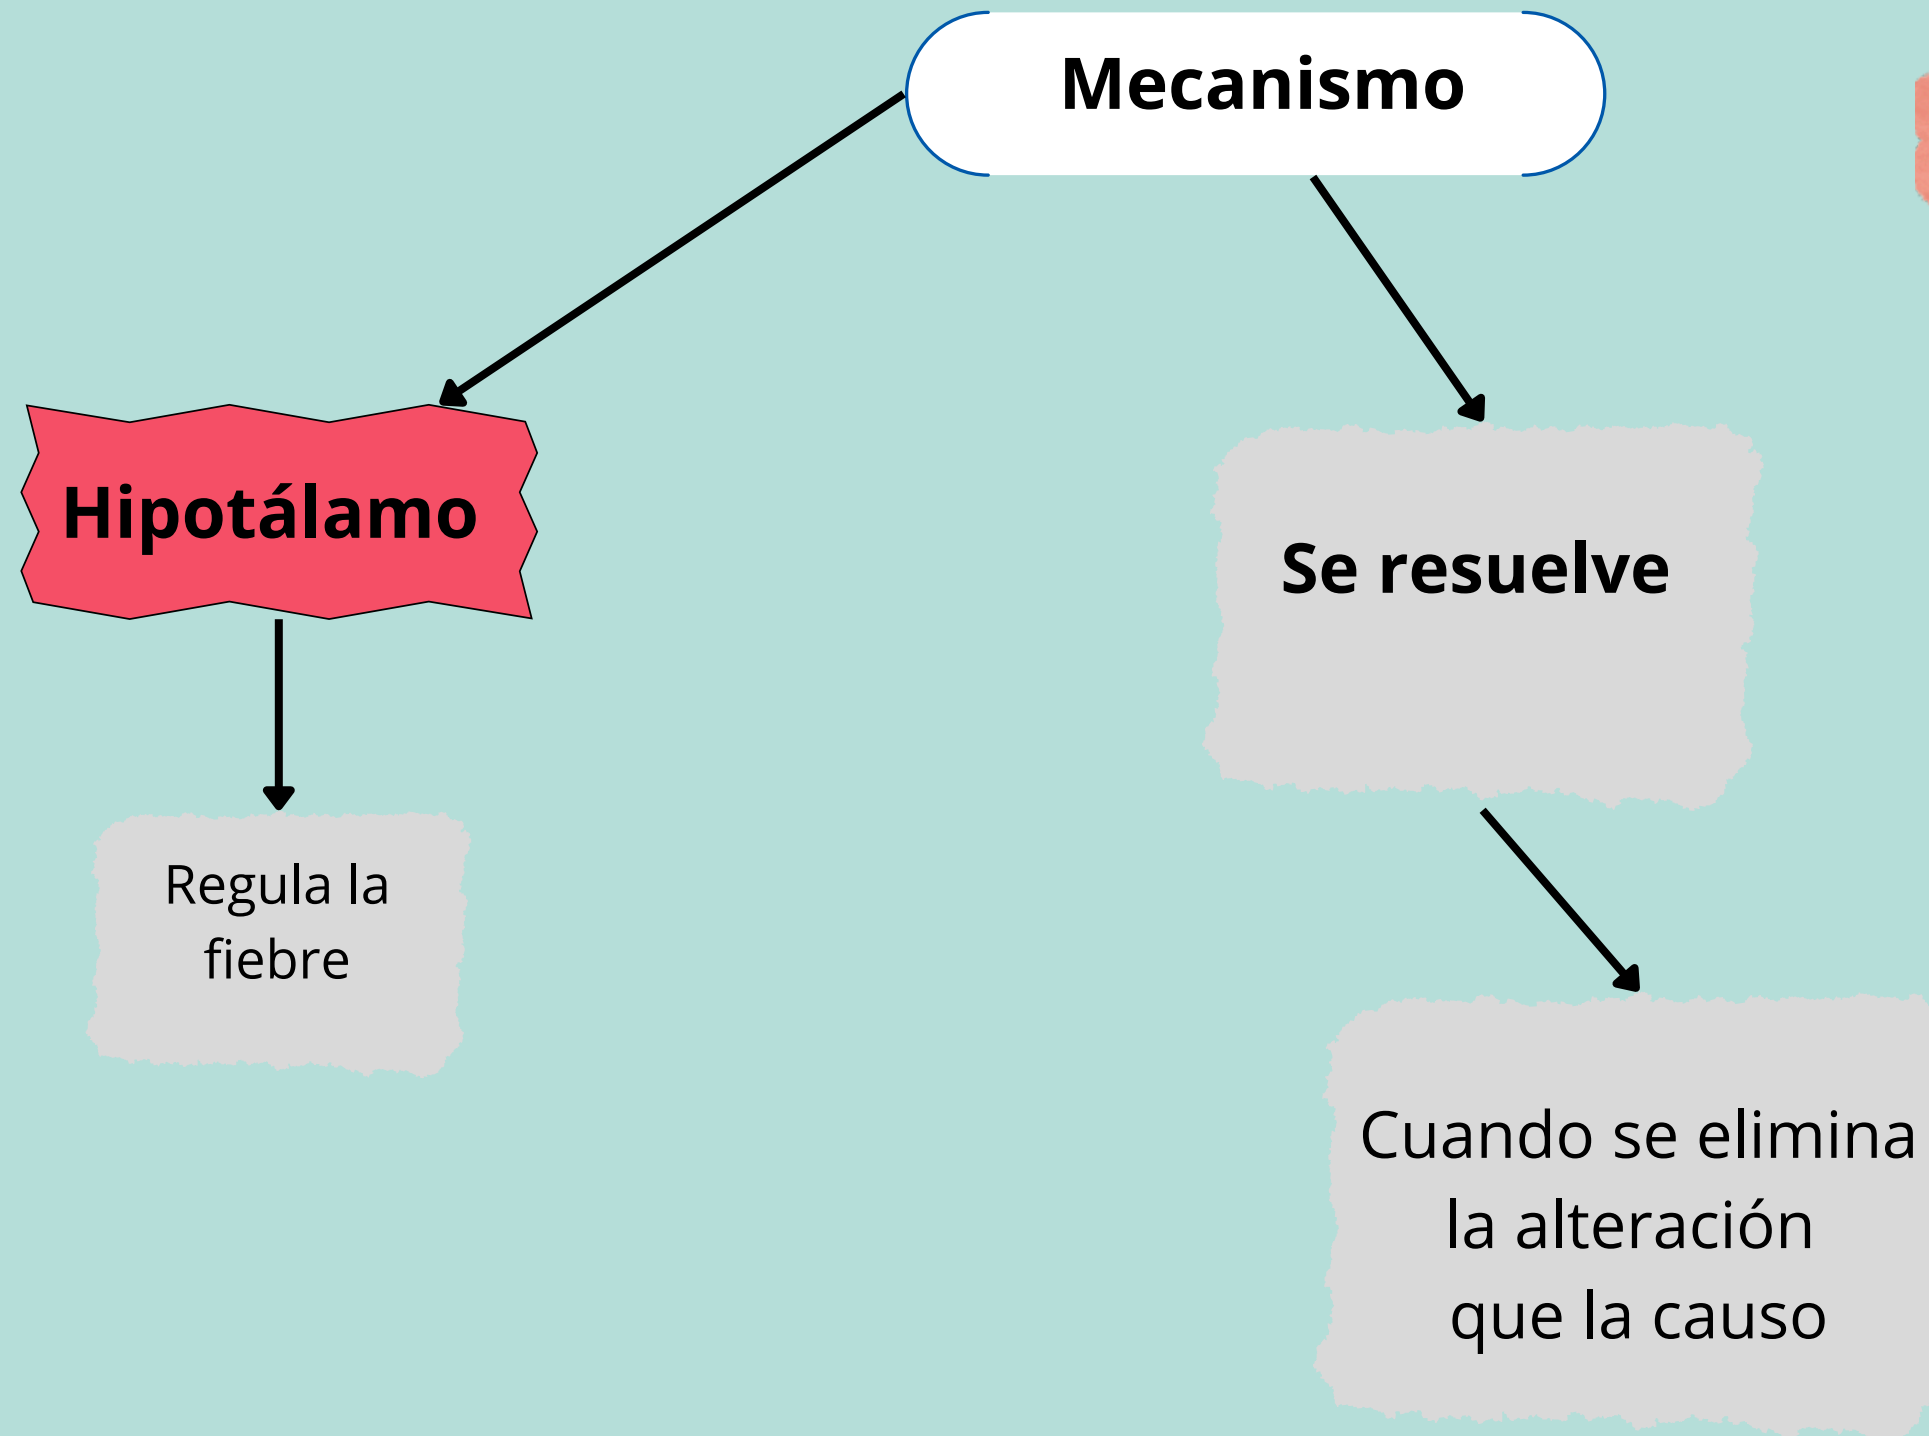 Mecanismo
Hipotálamo
Se resuelve
Regula la
fiebre
Cuando se elimina
la alteración
que la causo